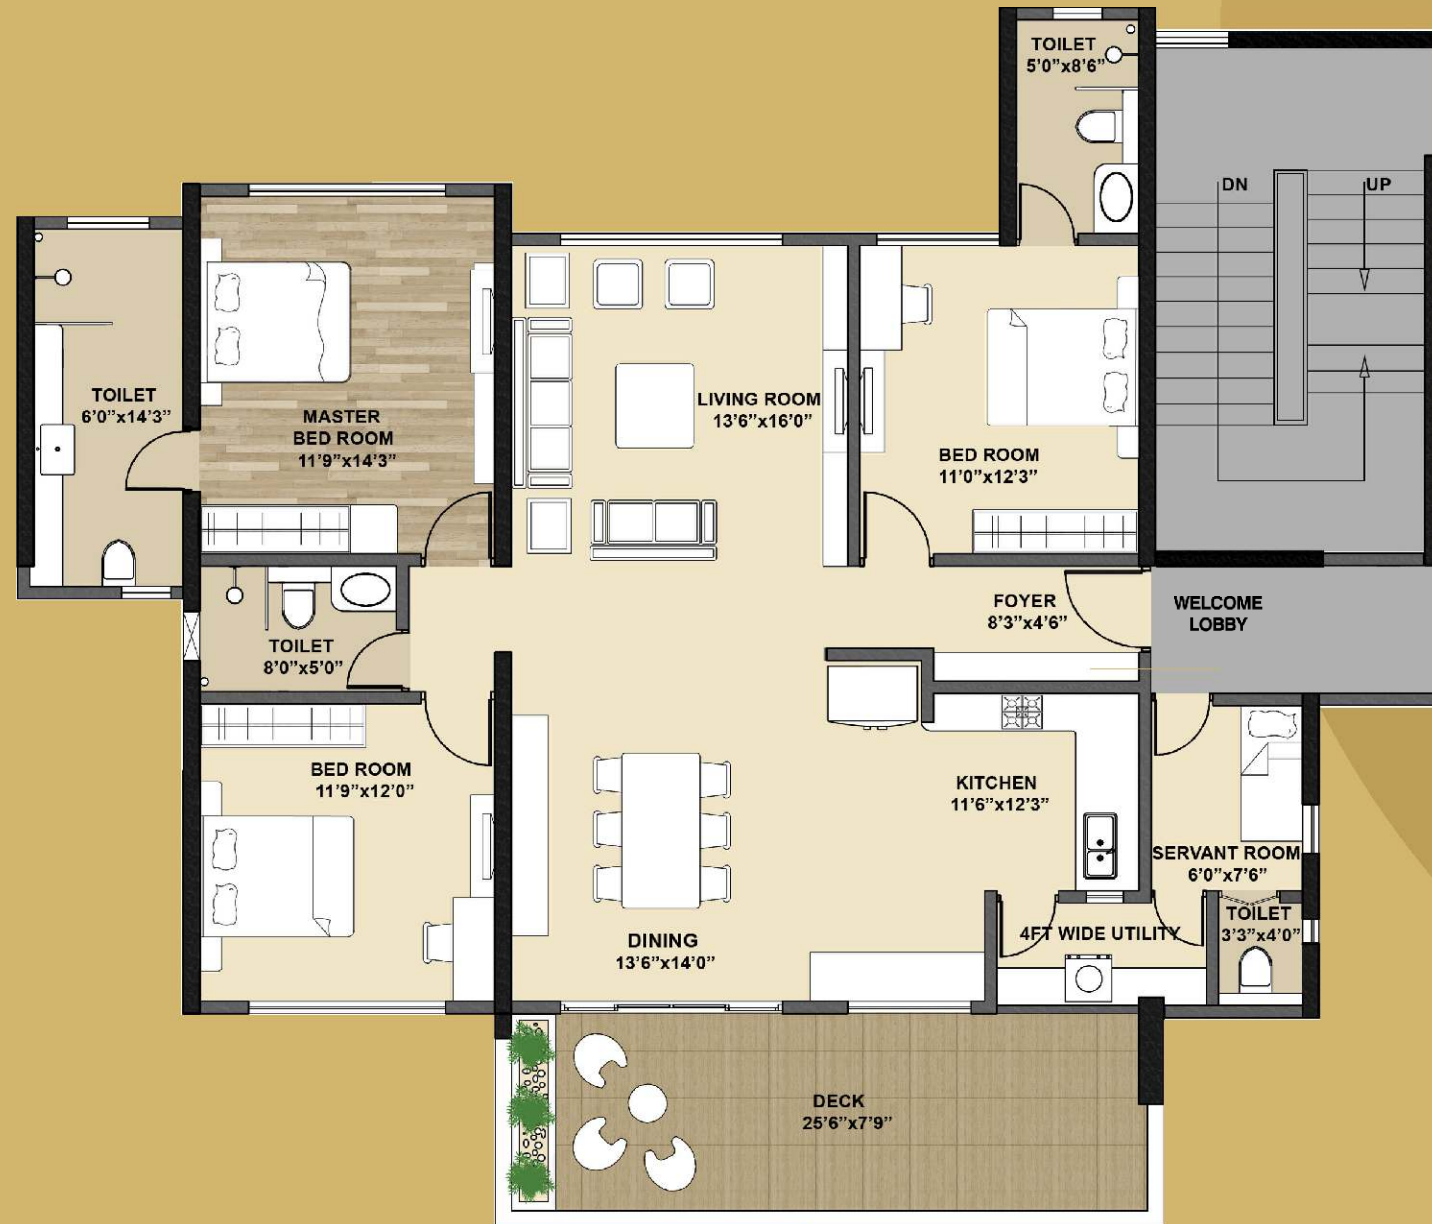 TOILET
5'0”x8'6”
DN
UP
TOILET
6'0”x14'3”
MASTER
BED ROOM
11'9”x14'3”
LIVING ROOM
13'6”x16'0”
BED ROOM
11'0”x12'3”
FOYER
8'3”x4'6”
WELCOME
LOBBY
TOILET
8'0”x5'0”
BED ROOM
11'9”x12'0”
KITCHEN
11'6”x12'3”
SERVANT ROOM
6'0”x7'6”
TOILET
3'3”x4'0”
4FT WIDE UTILITY
DINING
13'6”x14'0”
DECK
25'6”x7'9”